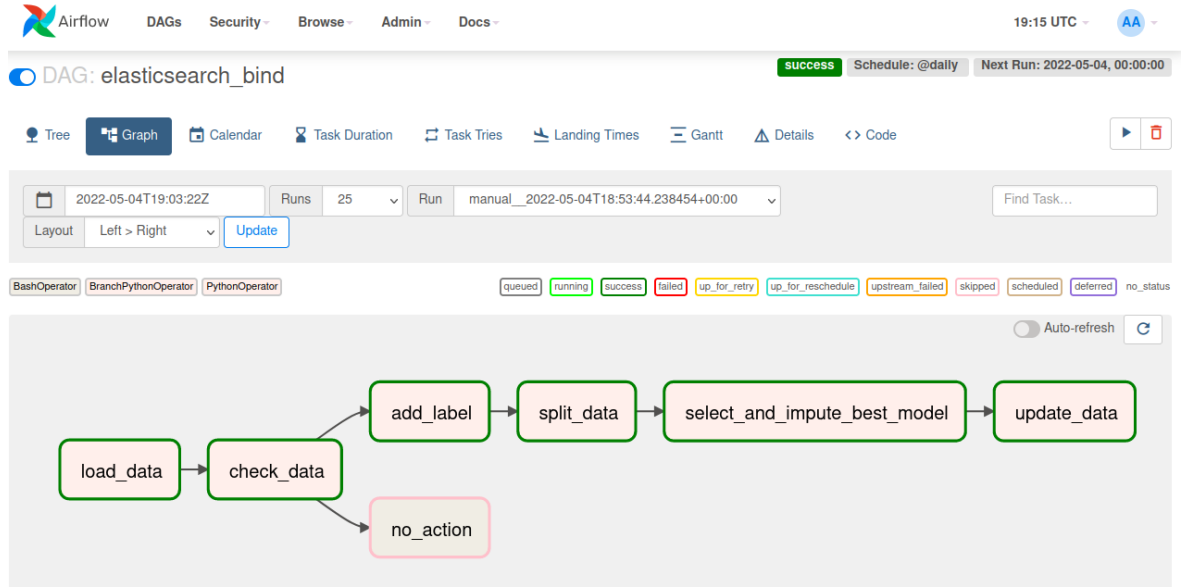 Airflow DAGs Security Browse Admin Docs 19:15 UTC AA
DAG: elasticsearch_bind success Schedule: @daily Next Run: 2022-05-04, 00:00:00
Tree Graph Calendar Task Duration Task Tries Landing Times Gantt Details <> Code
2022-05-04T19:03:22Z Runs 25 Run manual__2022-05-04T18:53:44.238454+00:00 Find Task...
Layout Left > Right Update
BashOperator BranchPythonOperator PythonOperator queued running success failed up_for_retry up_for_reschedule upstream_failed skipped scheduled deferred no_status
Auto-refresh
add_label split_data select_and_impute_best_model update_data
load_data check_data
no_action